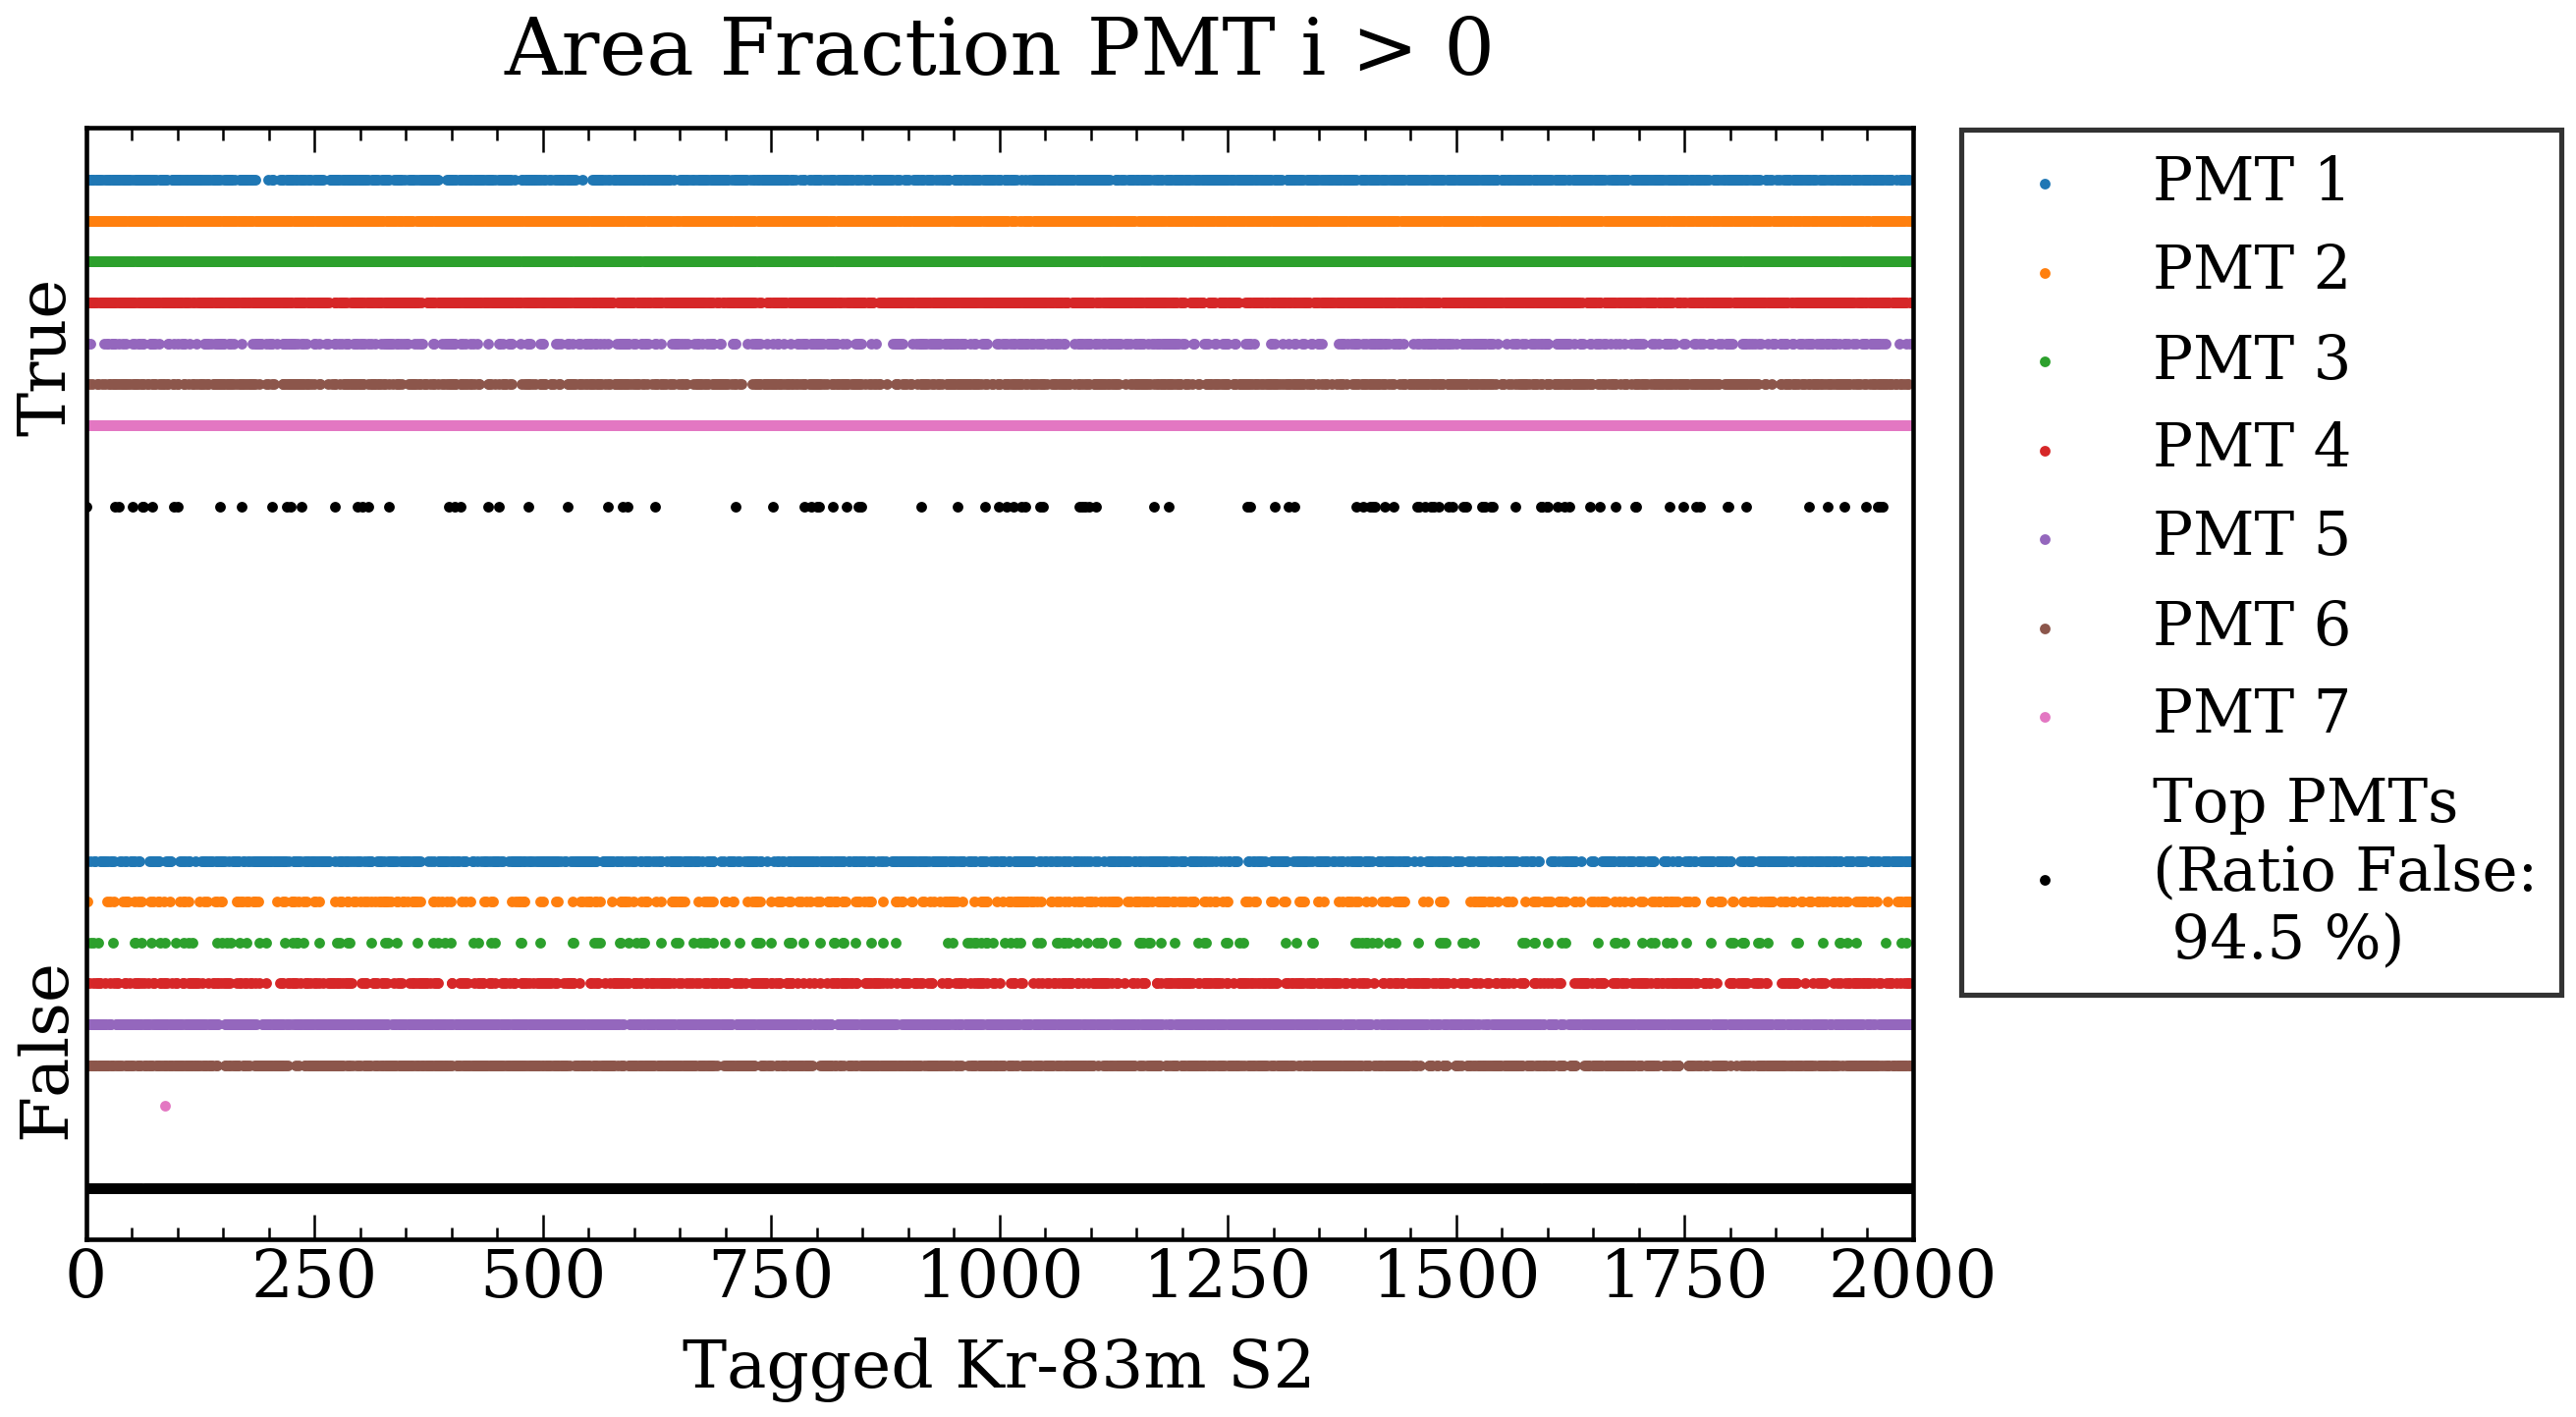 Area Fraction PMT i > 0
True
False
0 250 500 750 1000 1250 1500 1750 2000
Tagged Kr-83m S2
PMT 1
PMT 2
PMT 3
PMT 4
PMT 5
PMT 6
PMT 7
Top PMTs
(Ratio False:
94.5 %)